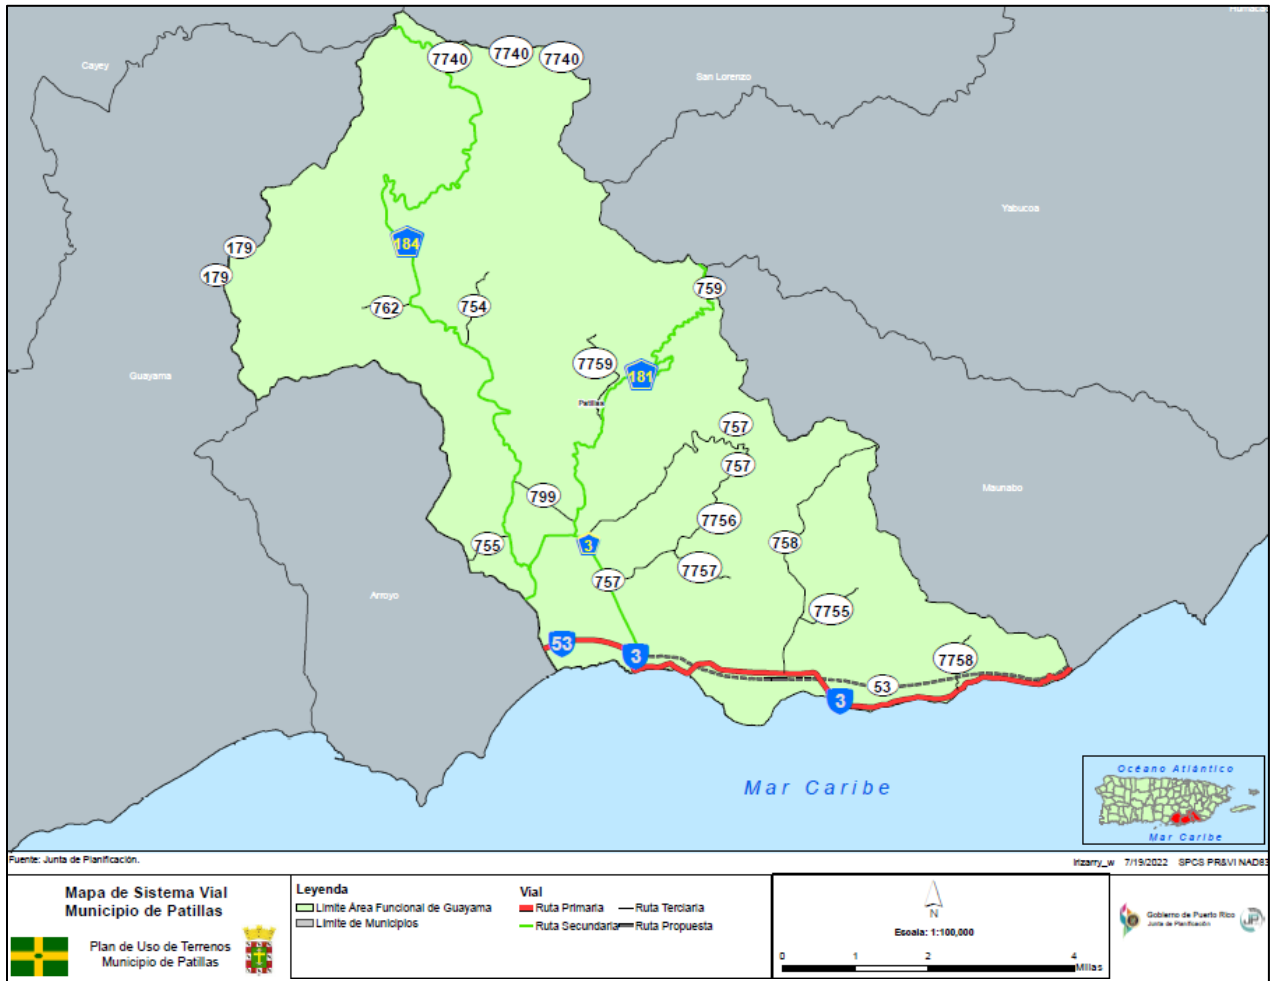 Humacao
7740
7740
7740
Cayey
San Lorenzo
Yabucoa
184
179
179
759
762
754
7759
181
Guayama
Patillas
757
757
Maunabo
799
7756
3
758
755
7757
757
Arroyo
7755
53
3
7758
53
3
Mar Caribe
Océano Atlántico
Mar Caribe
Fuente: Junta de Planificación.
Irizarry_w 7/19/2022 SPCS PR&VI NAD83
Mapa de Sistema Vial
Municipio de Patillas
Plan de Uso de Terrenos
Municipio de Patillas
Leyenda
Límite Área Funcional de Guayama
Límite de Municipios
Vial
Ruta Primaria
Ruta Terciaria
Ruta Secundaria
Ruta Propuesta
N
Escala: 1:100,000
0 1 2 4
Millas
Gobierno de Puerto Rico
Junta de Planificación
JP